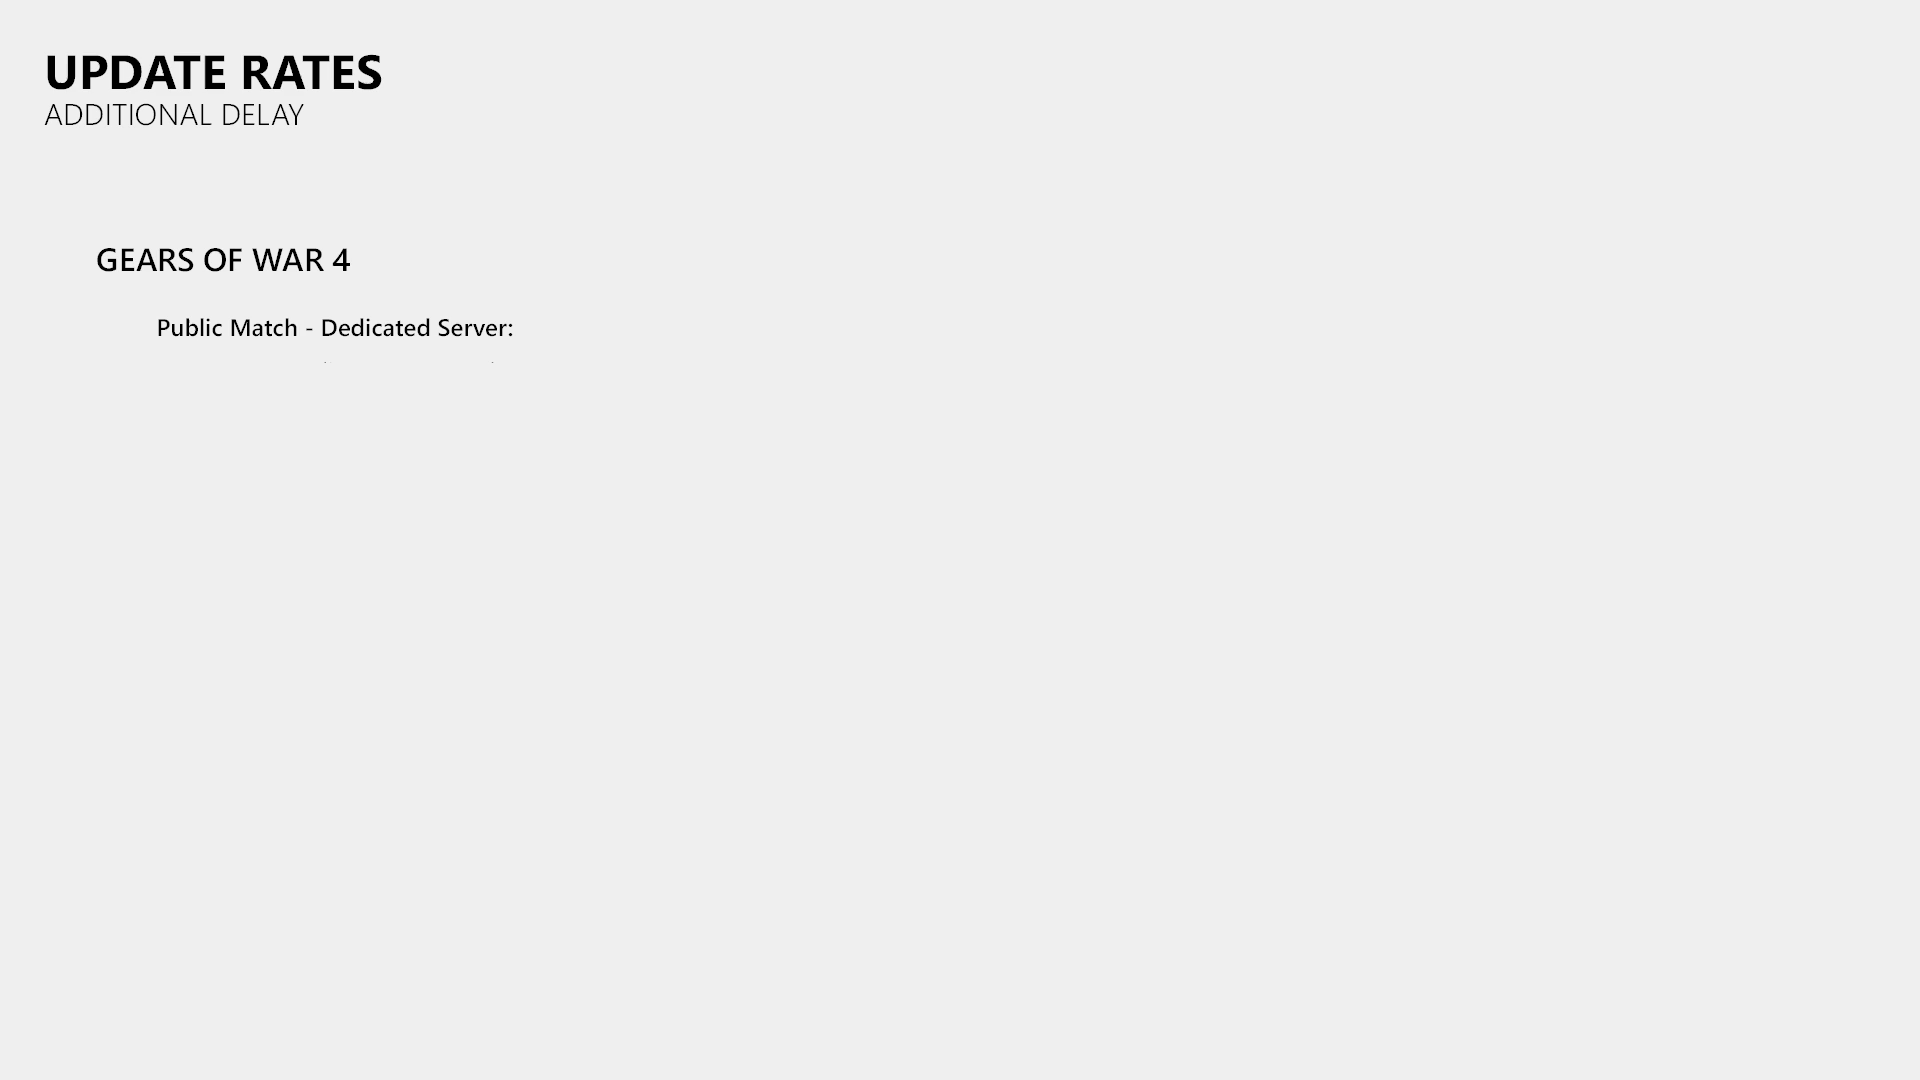 UPDATE RATES
ADDITIONAL DELAY
GEARS OF WAR 4
Public Match - Dedicated Server: